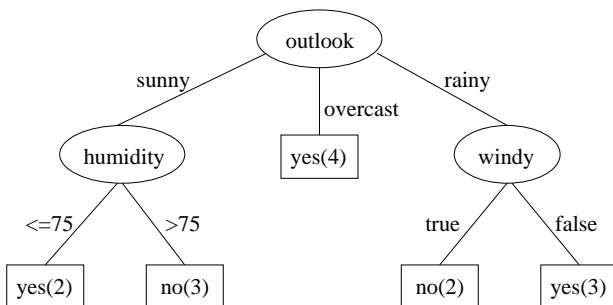 outlook
sunny
rainy
overcast
humidity
yes(4)
windy
<=75
>75
true
false
yes(2)
no(3)
no(2)
yes(3)